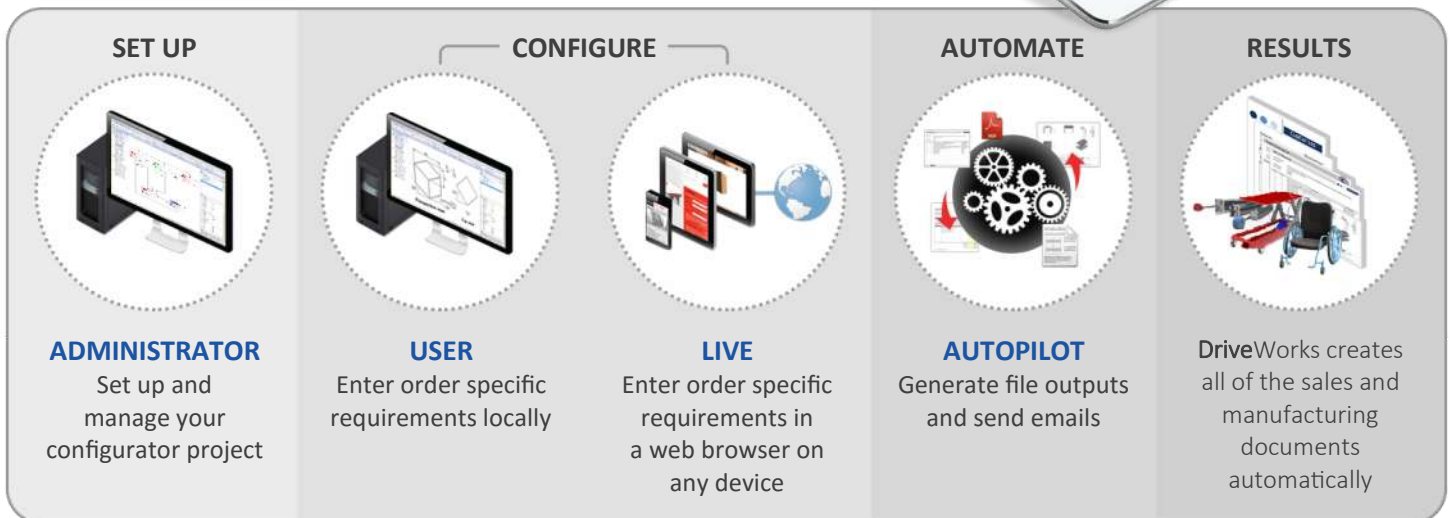 SET UP
CONFIGURE
AUTOMATE
RESULTS
ADMINISTRATOR
Set up and
manage your
configurator project
USER
Enter order specific
requirements locally
LIVE
Enter order specific
requirements in
a web browser on
any device
AUTOPILOT
Generate file outputs
and send emails
DriveWorks creates
all of the sales and
manufacturing
documents
automatically